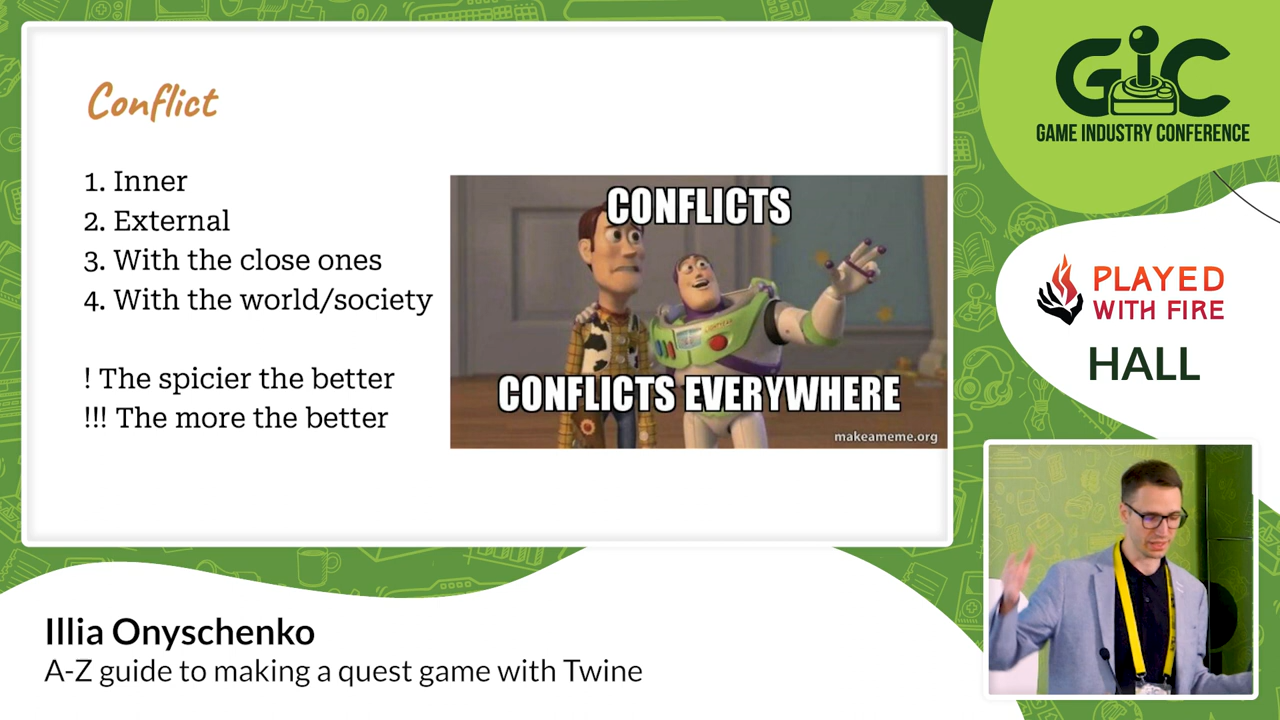 Conflict
1. Inner
2. External
3. With the close ones
4. With the world/society
! The spicier the better
!!! The more the better
CONFLICTS
CONFLICTS EVERYWHERE
makeameme.org
GIC
GAME INDUSTRY CONFERENCE
PLAYED
WITH FIRE
HALL
Illia Onyschenko
A-Z guide to making a quest game with Twine